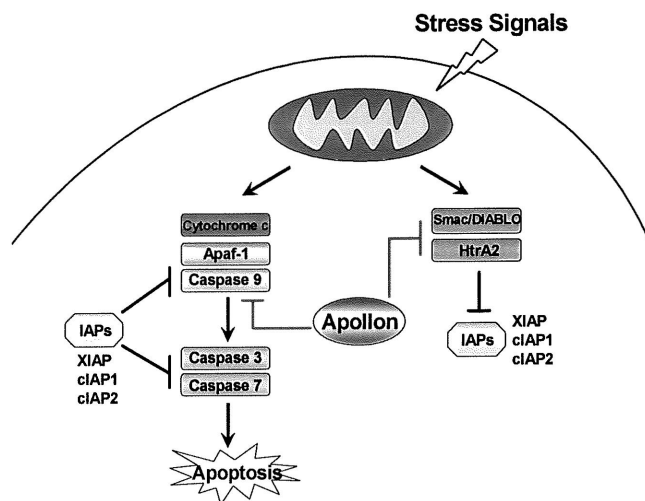 Stress Signals
Cytochrome c
Apaf-1
Caspase 9
Smac/DIABLO
HtrA2
Apollon
IAPs
XIAP
cIAP1
cIAP2
Caspase 3
Caspase 7
IAPs
XIAP
cIAP1
cIAP2
Apoptosis